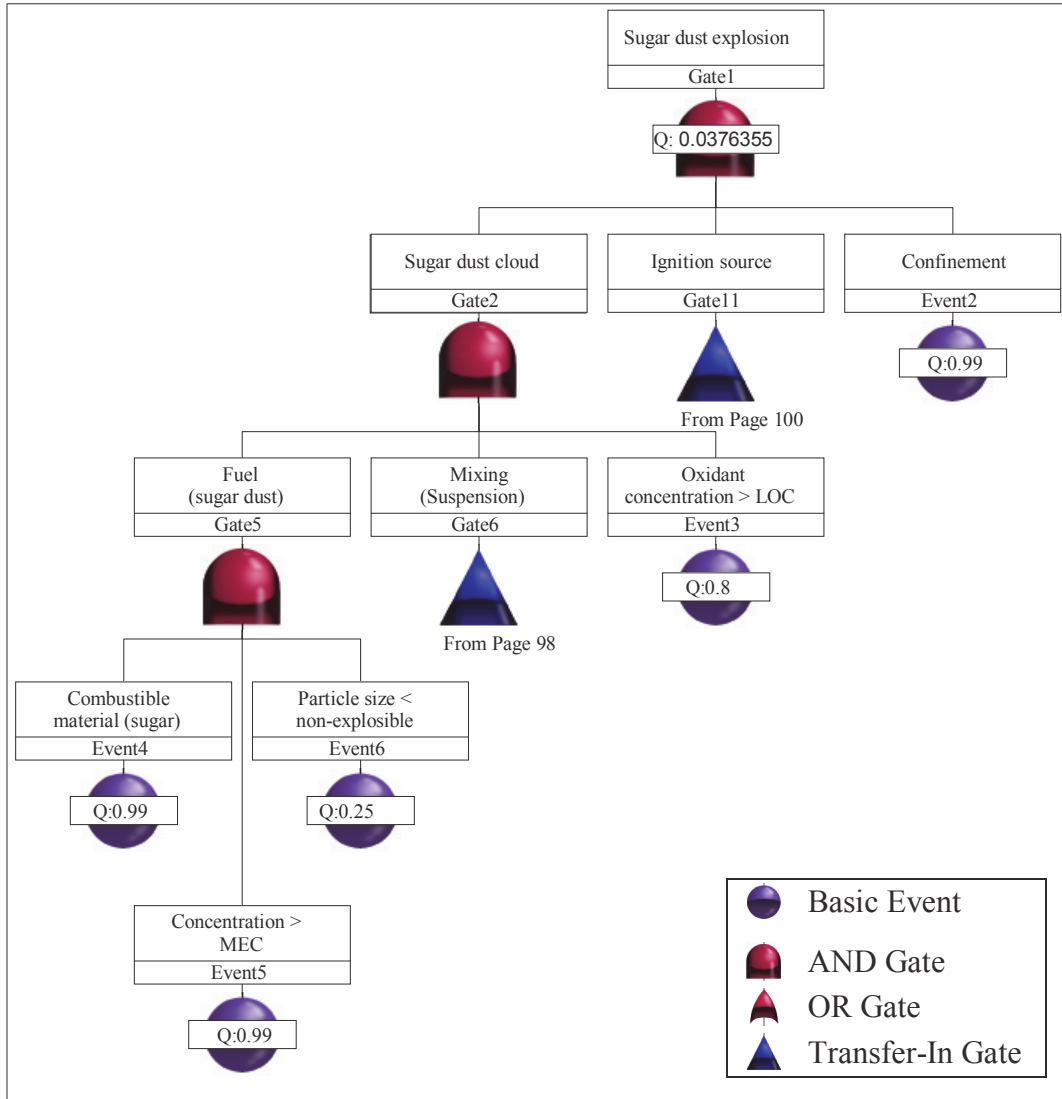 Sugar dust explosion
Gate1
Q: 0.0376355
Sugar dust cloud
Gate2
Ignition source
Gate11
From Page 100
Confinement
Event2
Q:0.99
Fuel
(sugar dust)
Gate5
Mixing
(Suspension)
Gate6
From Page 98
Oxidant
concentration > LOC
Event3
Q:0.8
Combustible
material (sugar)
Event4
Q:0.99
Particle size <
non-explosible
Event6
Q:0.25
Concentration >
MEC
Event5
Q:0.99
Basic Event
AND Gate
OR Gate
Transfer-In Gate